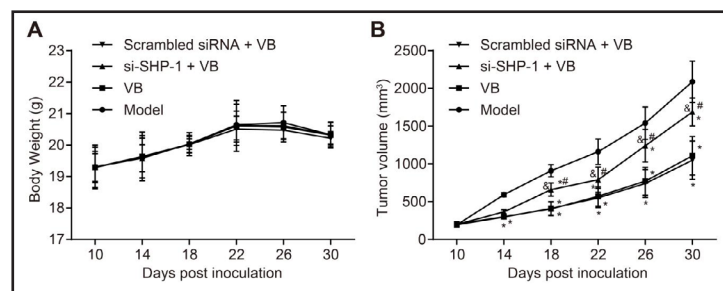 A
Scrambled siRNA + VB
si-SHP-1 + VB
VB
Model
Body Weight (g)
23
22
21
20
19
18
17
10 14 18 22 26 30
Days post inoculation
B
Scrambled siRNA + VB
si-SHP-1 + VB
VB
Model
Tumor volume (mm³)
2500
2000
1500
1000
500
0
&#
*
&#
*
&#
*
&*#
*
*
*
*
**
*
*
*
*
10 14 18 22 26 30
Days post inoculation